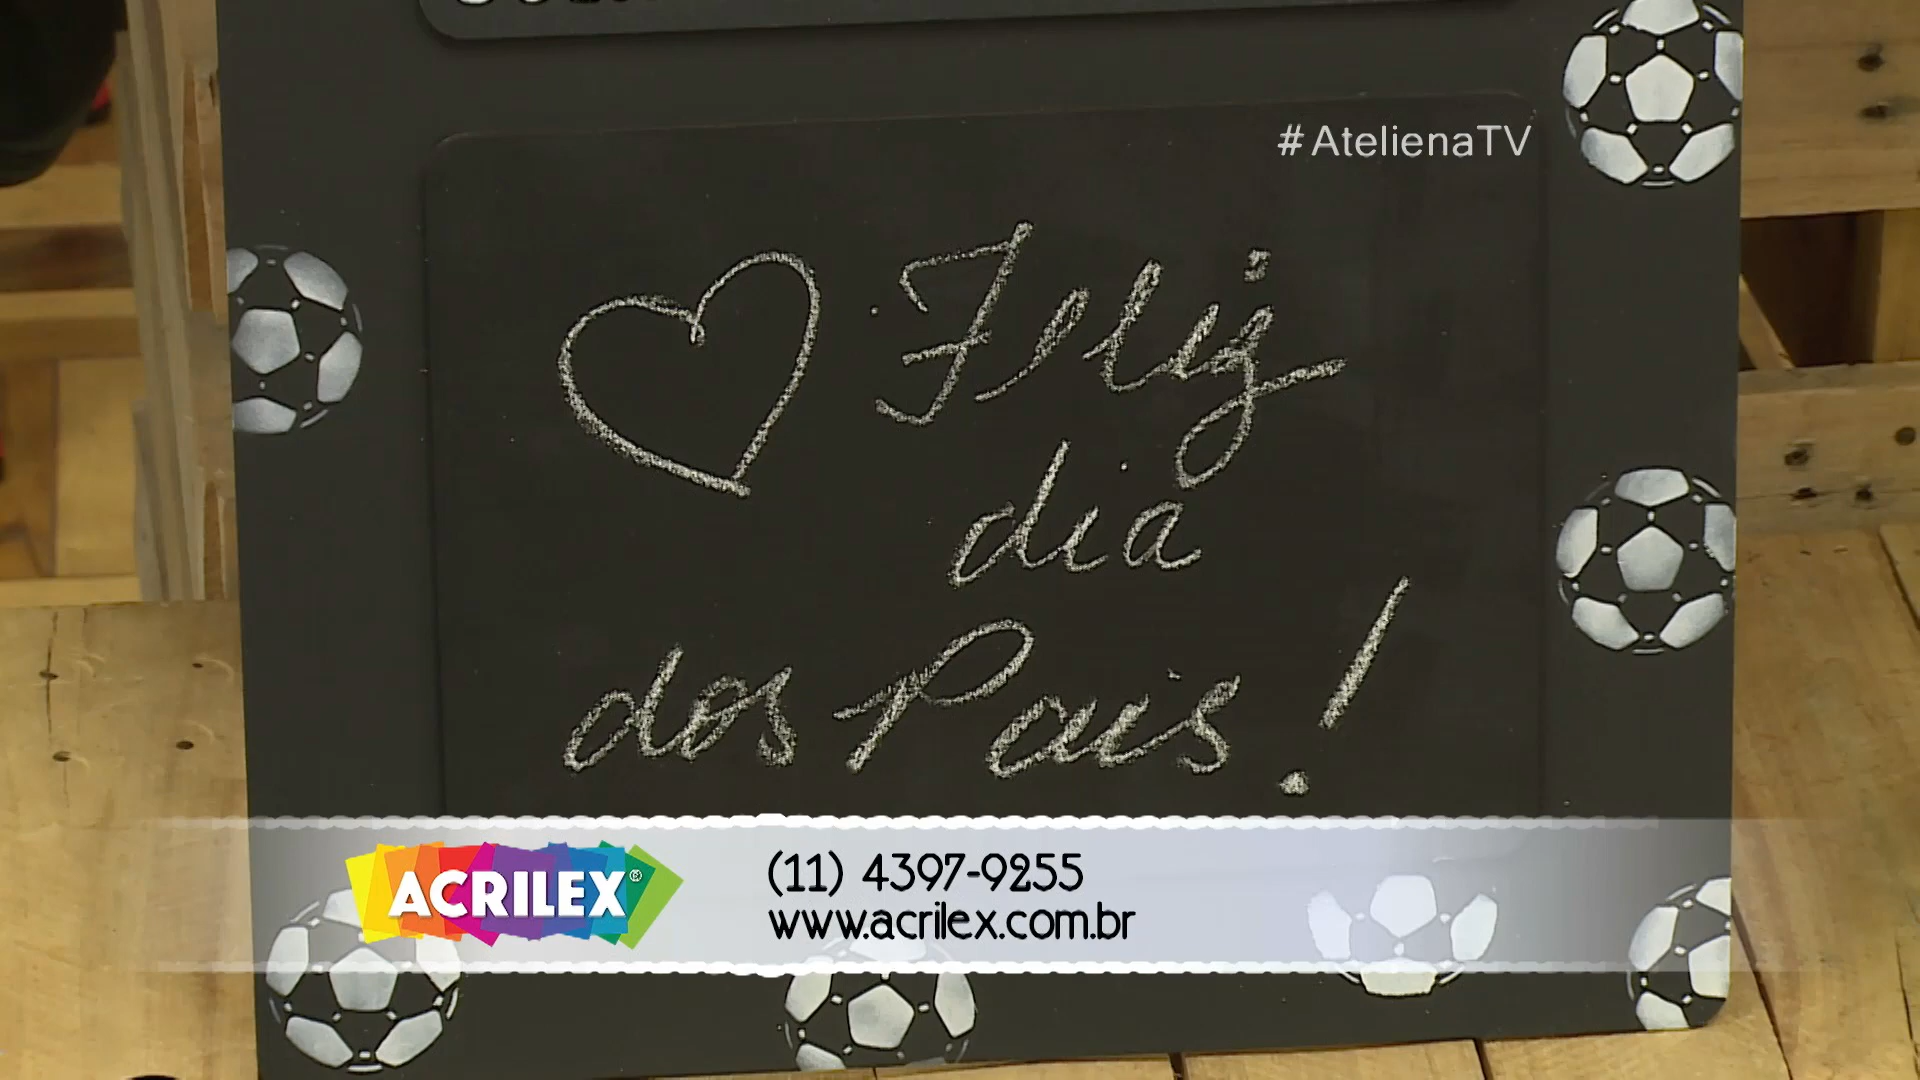 #AtelienaTV
Feliz
dia
dos Pais!
ACRILEX®
(11) 4397-9255
www.acrilex.com.br